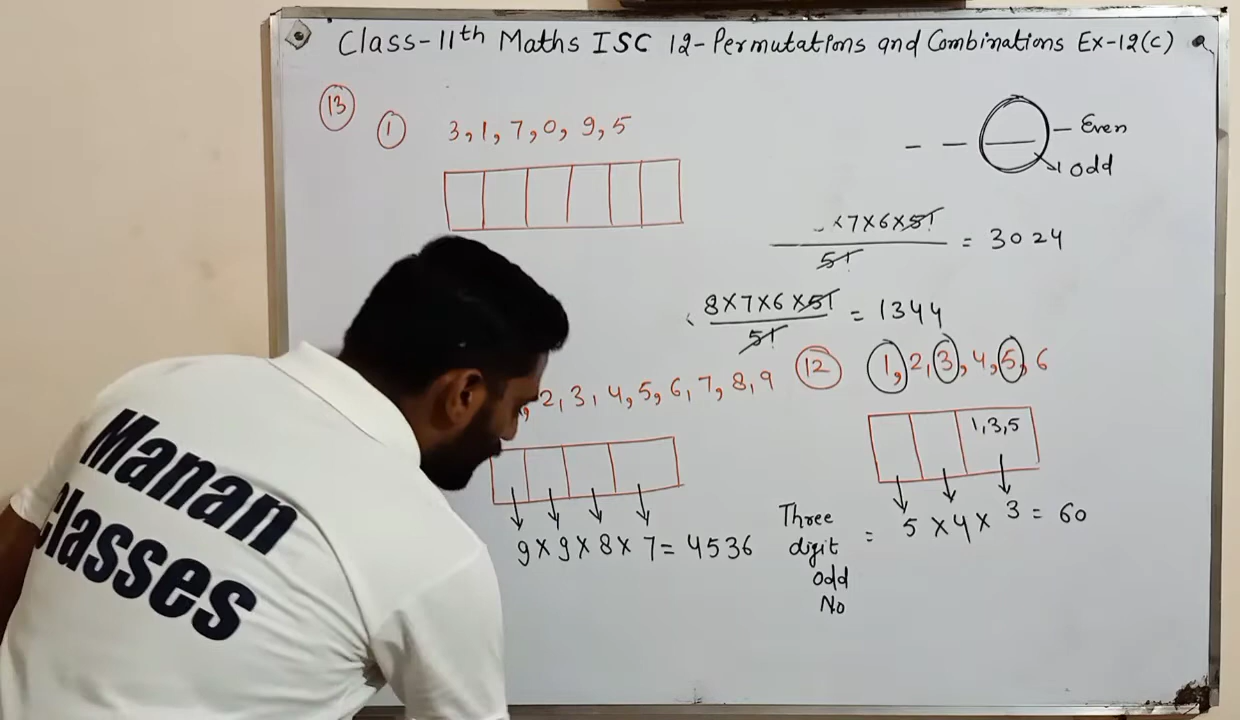 Class-11th Maths ISC 12-Permutations and Combinations Ex-12(c)
13
1 3,1,7,0,9,5
- - — Even
odd
×7×6×5! / 5! = 3024
8×7×6×5! / 5! = 1344
, 2,3,4,5,6,7,8,9
9×9×8×7=4536
12 1,2,3,4,5,6
1,3,5
Three digit odd No = 5×4×3=60
Manan
Classes